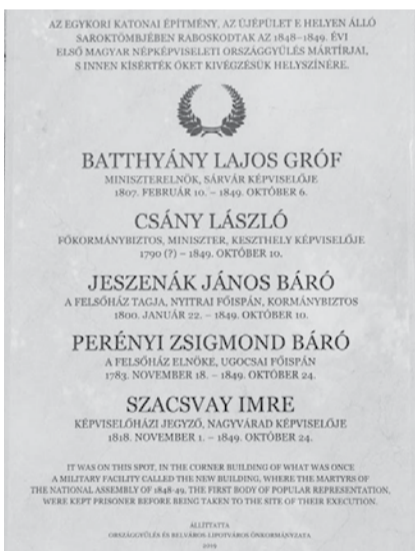 AZ EGYKORI KATONAI ÉPÍTMÉNY, AZ ÚJÉPÜLET E HELYEN ÁLLÓ
SAROKTÖMBJÉBEN RABOSKODTAK AZ 1848–1849. ÉVI
ELSŐ MAGYAR NÉPKÉPVISELETI ORSZÁGGYŰLÉS MÁRTÍRJAI,
S INNEN KÍSÉRTÉK ŐKET KIVÉGZÉSÜK HELYSZÍNÉRE.
BATTHYÁNY LAJOS GRÓF
MINISZTERELNÖK, SÁRVÁR KÉPVISELŐJE
1807. FEBRUÁR 10. – 1849. OKTÓBER 6.
CSÁNY LÁSZLÓ
FŐKORMÁNYBIZTOS, MINISZTER, KESZTHELY KÉPVISELŐJE
1790 (?) – 1849. OKTÓBER 10.
JESZENÁK JÁNOS BÁRÓ
A FELSŐHÁZ TAGJA, NYITRAI FŐISPÁN, KORMÁNYBIZTOS
1800. JANUÁR 22. – 1849. OKTÓBER 10.
PERÉNYI ZSIGMOND BÁRÓ
A FELSŐHÁZ ELNÖKE, UGOCSAI FŐISPÁN
1783. NOVEMBER 18. – 1849. OKTÓBER 24.
SZACSVAY IMRE
KÉPVISELŐHÁZI JEGYZŐ, NAGYVÁRAD KÉPVISELŐJE
1818. NOVEMBER 1. – 1849. OKTÓBER 24.
IT WAS ON THIS SPOT, IN THE CORNER BUILDING OF WHAT WAS ONCE
A MILITARY FACILITY CALLED THE NEW BUILDING, WHERE THE MARTYRS OF
THE NATIONAL ASSEMBLY OF 1848-49, THE FIRST BODY OF POPULAR REPRESENTATION,
WERE KEPT PRISONER BEFORE BEING TAKEN TO THE SITE OF THEIR EXECUTION.
ÁLLÍTTATTA
ORSZÁGGYŰLÉS ÉS BELVÁROS-LIPÓTVÁROS ÖNKORMÁNYZATA
2019